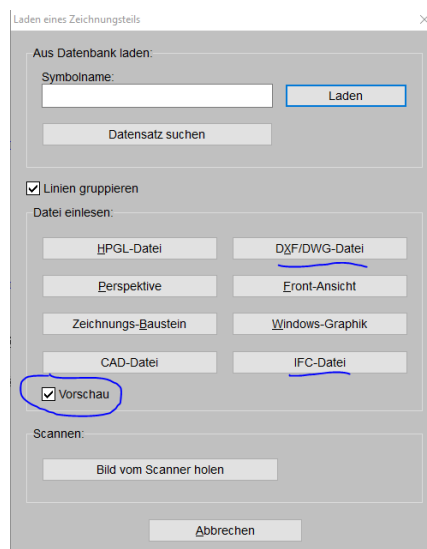 Laden eines Zeichnungsteils
Aus Datenbank laden:
Symbolname:
Laden
Datensatz suchen
Linien gruppieren
Datei einlesen:
HPGL-Datei DXF/DWG-Datei
Perspektive Front-Ansicht
Zeichnungs-Baustein Windows-Graphik
CAD-Datei IFC-Datei
Vorschau
Scannen:
Bild vom Scanner holen
Abbrechen